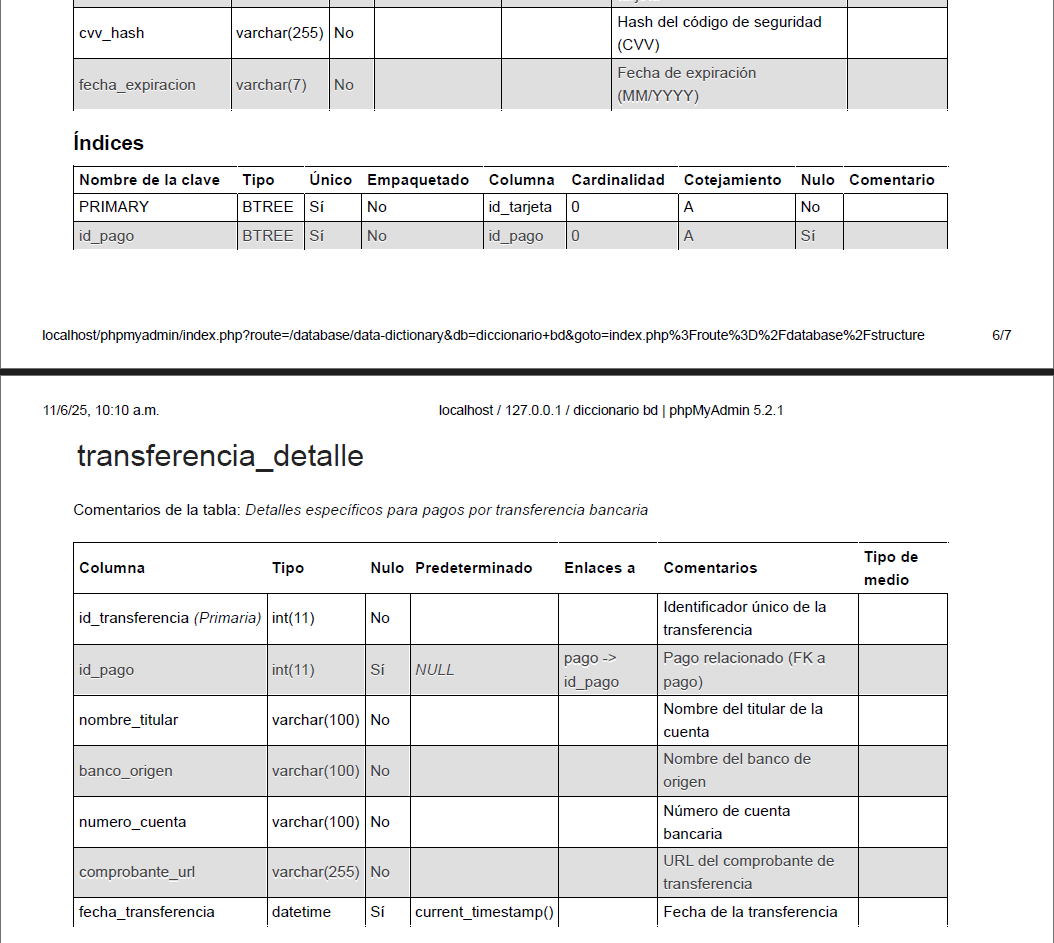 cvv_hash varchar(255) No Hash del código de seguridad
(CVV)
fecha_expiracion varchar(7) No Fecha de expiración
(MM/YYYY)
Índices
Nombre de la clave Tipo Único Empaquetado Columna Cardinalidad Cotejamiento Nulo Comentario
PRIMARY BTREE Sí No id_tarjeta 0 A No
id_pago BTREE Sí No id_pago 0 A Sí
localhost/phpmyadmin/index.php?route=/database/data-dictionary&db=diccionario+bd&goto=index.php%3Froute%3D%2Fdatabase%2Fstructure 6/7
11/6/25, 10:10 a.m. localhost / 127.0.0.1 / diccionario bd | phpMyAdmin 5.2.1
transferencia_detalle
Comentarios de la tabla: Detalles específicos para pagos por transferencia bancaria
Columna Tipo Nulo Predeterminado Enlaces a Comentarios Tipo de
medio
id_transferencia (Primaria) int(11) No Identificador único de la
transferencia
id_pago int(11) Sí NULL pago -> Pago relacionado (FK a
id_pago pago)
nombre_titular varchar(100) No Nombre del titular de la
cuenta
banco_origen varchar(100) No Nombre del banco de
origen
numero_cuenta varchar(100) No Número de cuenta
bancaria
comprobante_url varchar(255) No URL del comprobante de
transferencia
fecha_transferencia datetime Sí current_timestamp() Fecha de la transferencia